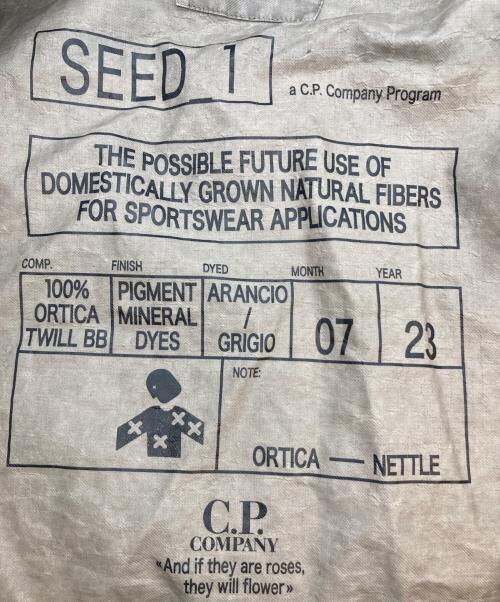 SEED_1
a C.P. Company Program
THE POSSIBLE FUTURE USE OF
DOMESTICALLY GROWN NATURAL FIBERS
FOR SPORTSWEAR APPLICATIONS
COMP. FINISH DYED MONTH YEAR
100% PIGMENT ARANCIO
ORTICA MINERAL / 07 23
TWILL BB DYES GRIGIO
NOTE:
ORTICA — NETTLE
C.P.
COMPANY
«And if they are roses,
they will flower»